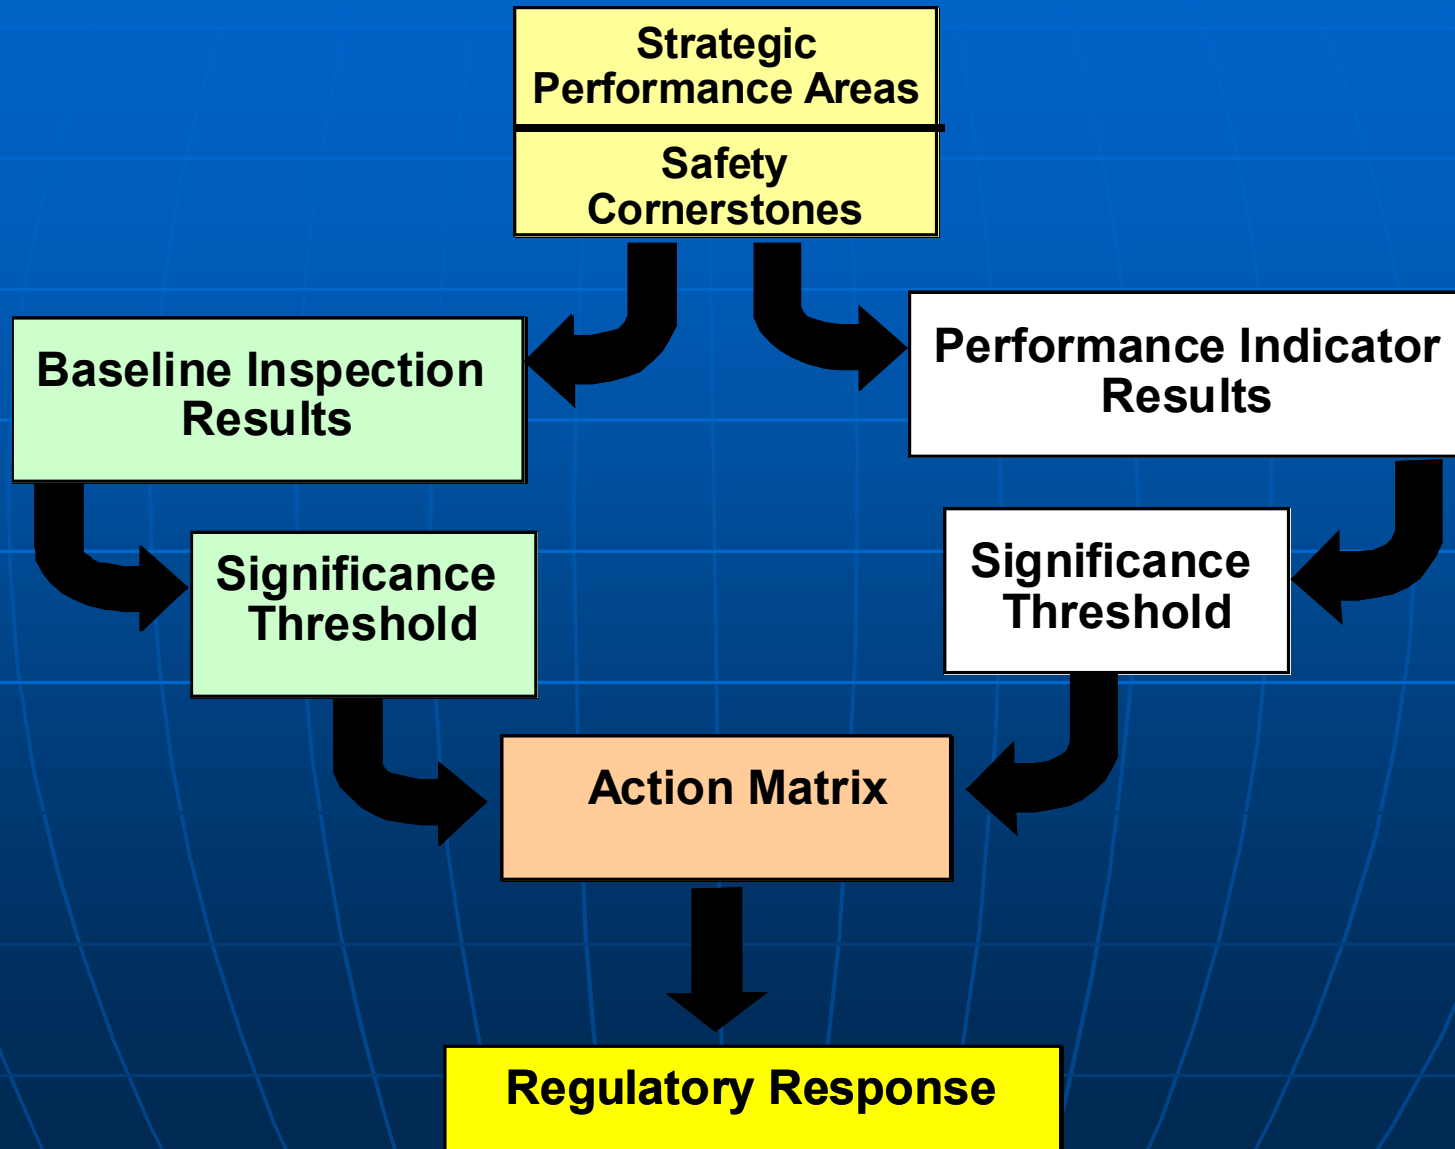 Strategic
Performance Areas
Safety
Cornerstones
Baseline Inspection
Results
Performance Indicator
Results
Significance
Threshold
Significance
Threshold
Action Matrix
Regulatory Response